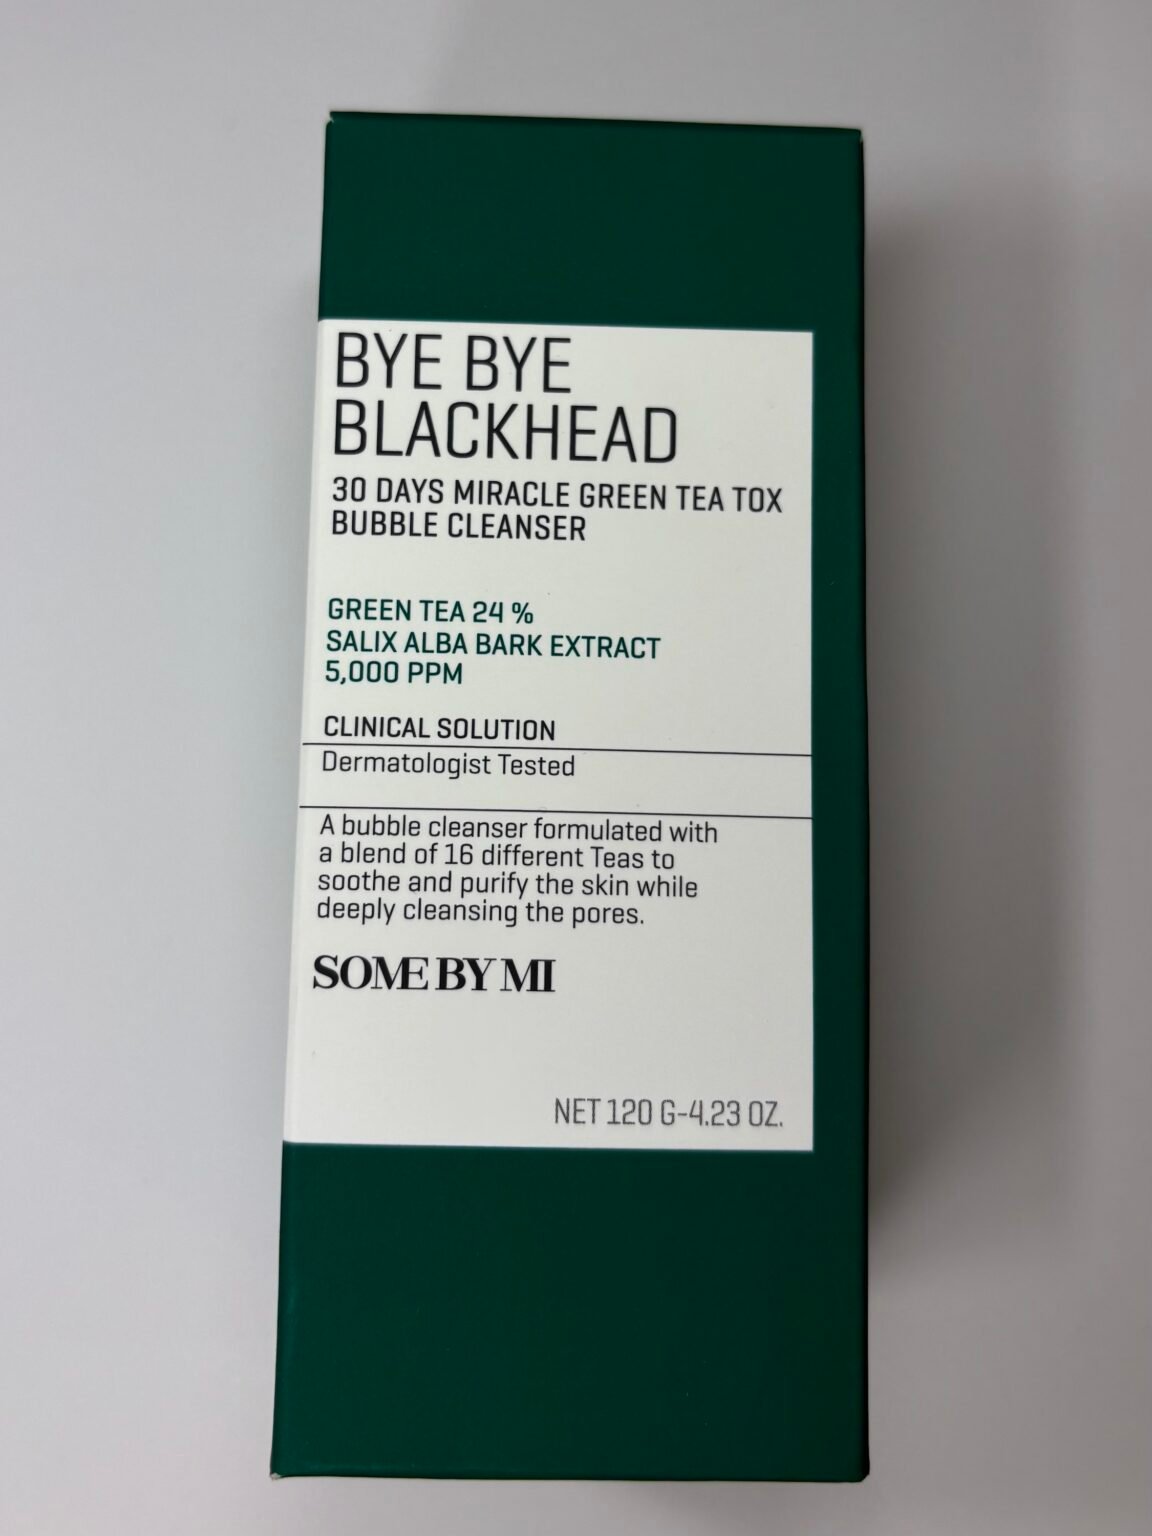 BYE BYE
BLACKHEAD
30 DAYS MIRACLE GREEN TEA TOX
BUBBLE CLEANSER
GREEN TEA 24 %
SALIX ALBA BARK EXTRACT
5,000 PPM
CLINICAL SOLUTION
Dermatologist Tested
A bubble cleanser formulated with
a blend of 16 different Teas to
soothe and purify the skin while
deeply cleansing the pores.
SOME BY MI
NET 120 G-4.23 OZ.